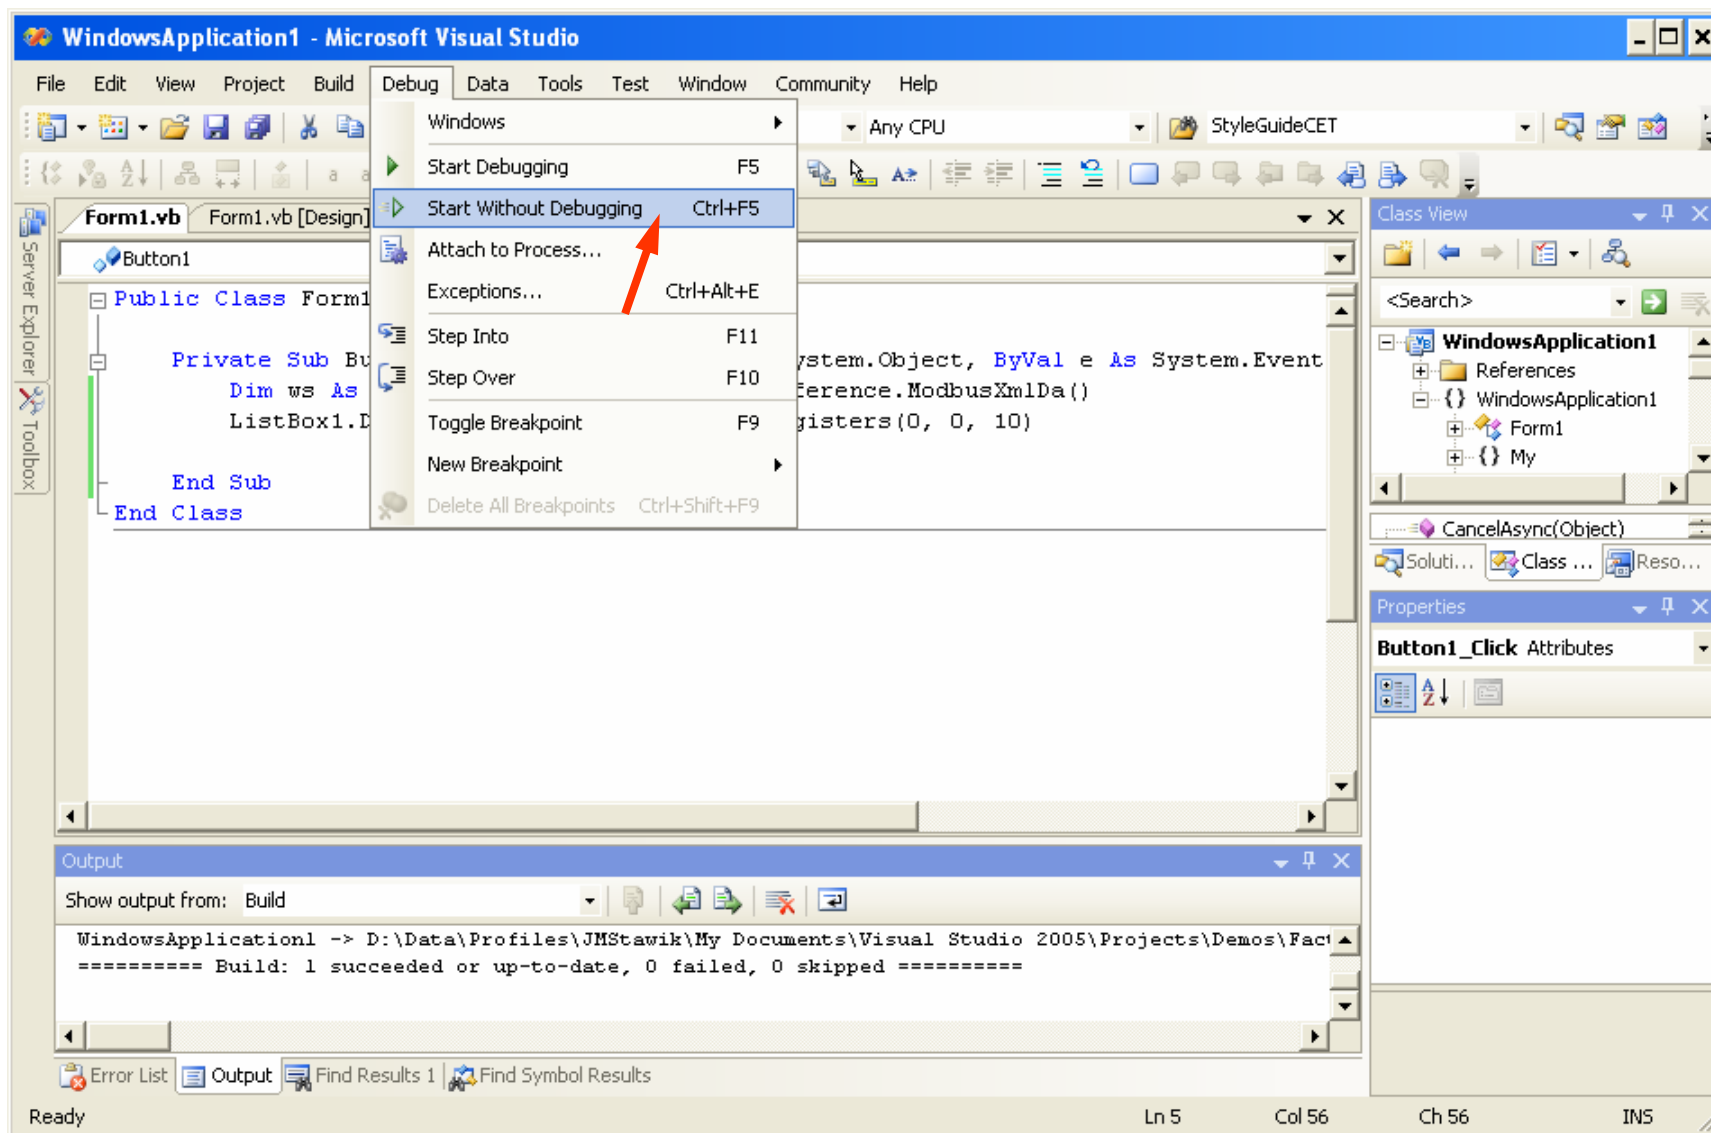 WindowsApplication1 - Microsoft Visual Studio
File Edit View Project Build Debug Data Tools Test Window Community Help
Any CPU StyleGuideCET
Windows
Start Debugging F5
Start Without Debugging Ctrl+F5
Attach to Process...
Exceptions... Ctrl+Alt+E
Step Into F11
Step Over F10
Toggle Breakpoint F9
New Breakpoint
Delete All Breakpoints Ctrl+Shift+F9
Server Explorer
Toolbox
Form1.vb Form1.vb [Design]
Button1
Public Class Form1
Private Sub Bu ystem.Object, ByVal e As System.Event
Dim ws As ference.ModbusXmlDa()
ListBox1.D gisters(0, 0, 10)
End Sub
End Class
Class View
<Search>
WindowsApplication1
References
{} WindowsApplication1
Form1
{} My
CancelAsync(Object)
Soluti... Class ... Reso...
Properties
Button1_Click Attributes
Output
Show output from: Build
WindowsApplication1 -> D:\Data\Profiles\JMStawik\My Documents\Visual Studio 2005\Projects\Demos\Fact
========== Build: 1 succeeded or up-to-date, 0 failed, 0 skipped ==========
Error List Output Find Results 1 Find Symbol Results
Ready Ln 5 Col 56 Ch 56 INS